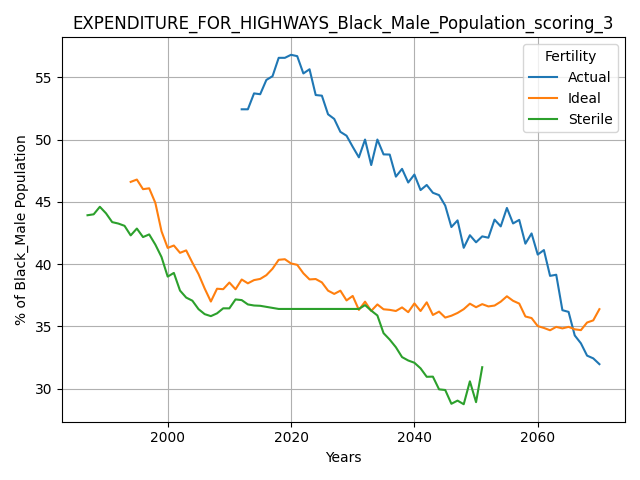 EXPENDITURE_FOR_HIGHWAYS_Black_Male_Population_scoring_3
Fertility
Actual
Ideal
Sterile
% of Black_Male Population
55
50
45
40
35
30
2000
2020
2040
2060
Years